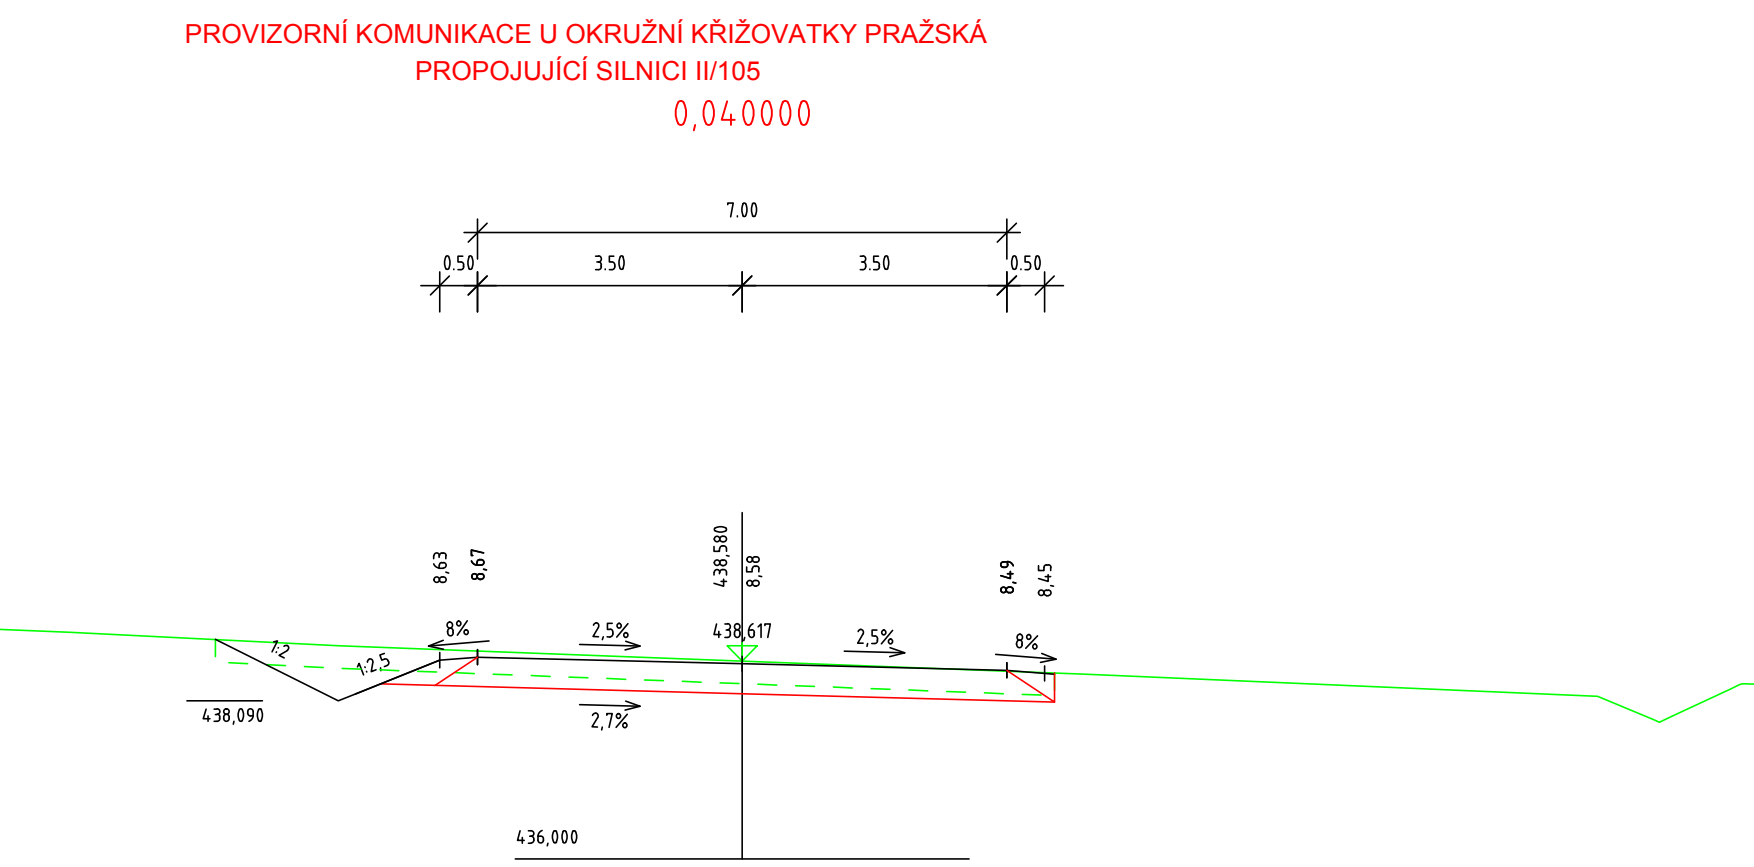 PROVIZORNÍ KOMUNIKACE U OKRUŽNÍ KŘIŽOVATKY PRAŽSKÁ
PROPOJUJÍCÍ SILNICI II/105
0,040000
7.00
0.50 3.50 3.50 0.50
8,63 8,67 438,580 8,58 8,49 8,45
8% 2,5% 438,617 2,5% 8%
1:2 1:2,5
438,090 2,7%
436,000